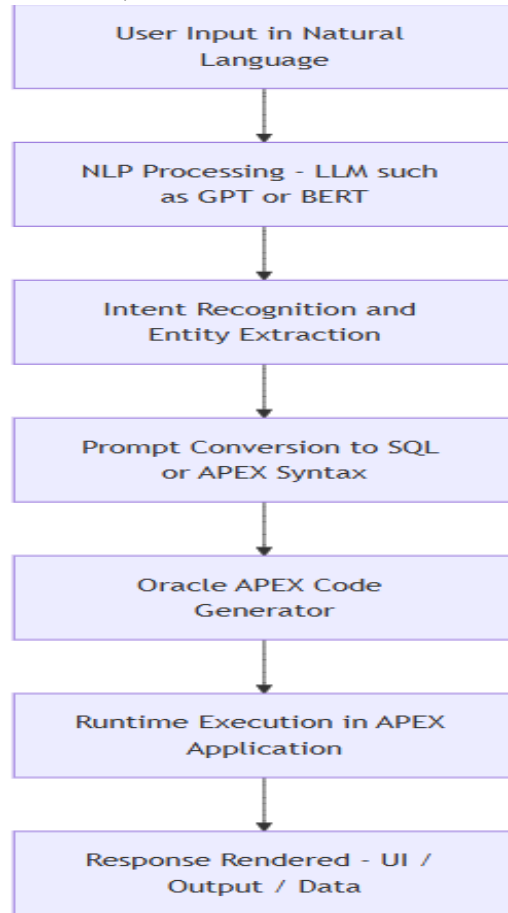 User Input in Natural
Language
NLP Processing - LLM such
as GPT or BERT
Intent Recognition and
Entity Extraction
Prompt Conversion to SQL
or APEX Syntax
Oracle APEX Code
Generator
Runtime Execution in APEX
Application
Response Rendered - UI /
Output / Data